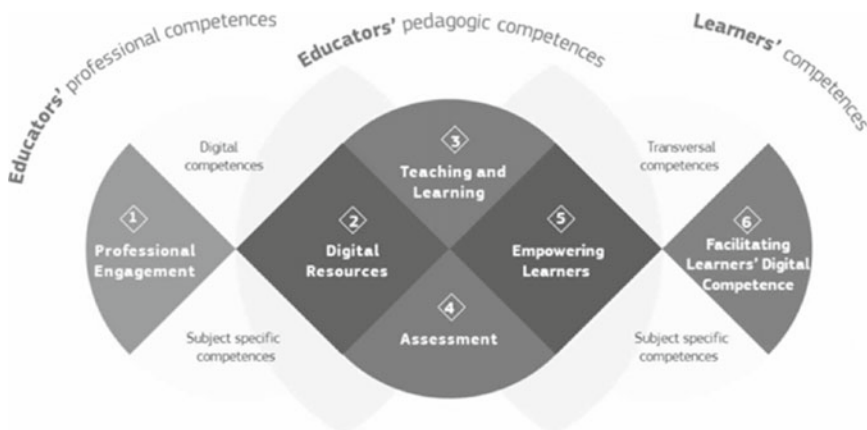 Educators' professional competences
Educators' pedagogic competences
Learners' competences
Digital
competences
3
Teaching and
Learning
Transversal
competences
1
Professional
Engagement
2
Digital
Resources
5
Empowering
Learners
6
Facilitating
Learners' Digital
Competence
Subject specific
competences
4
Assessment
Subject specific
competences